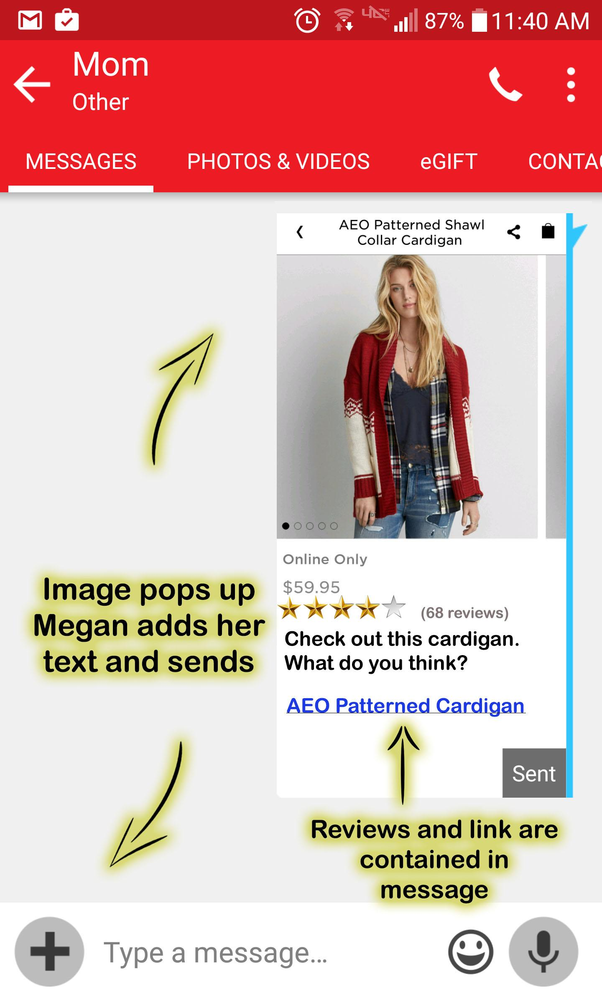 87% 11:40 AM
Mom
Other
MESSAGES PHOTOS & VIDEOS eGIFT CONTAC
AEO Patterned Shawl
Collar Cardigan
Online Only
$59.95
(68 reviews)
Check out this cardigan.
What do you think?
AEO Patterned Cardigan
Sent
Image pops up
Megan adds her
text and sends
Reviews and link are
contained in
message
Type a message...